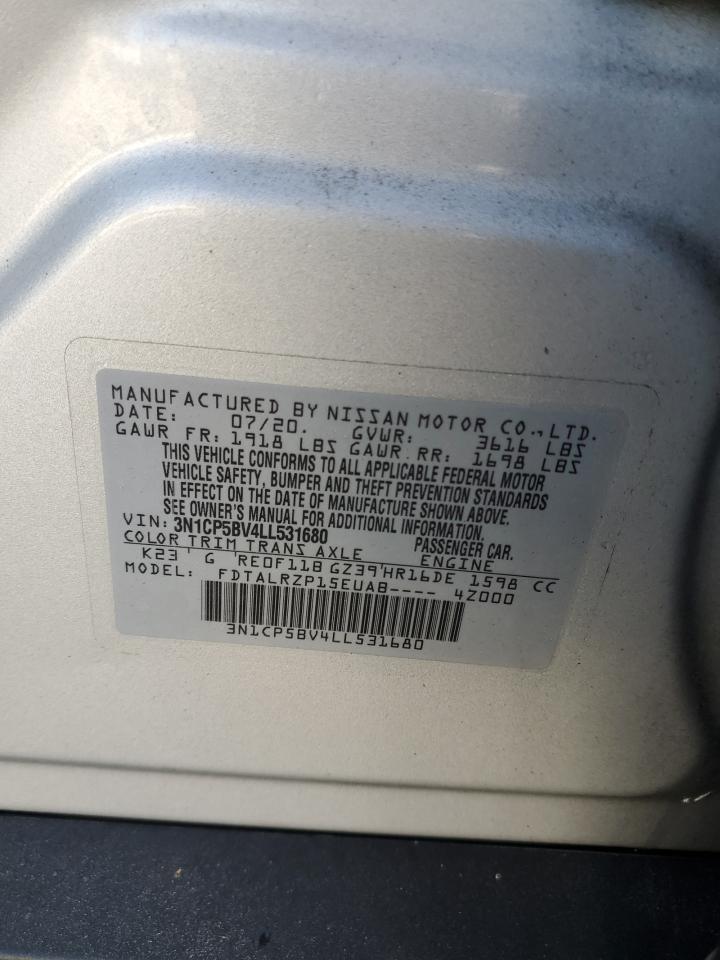 MANUFACTURED BY NISSAN MOTOR CO.,LTD.
DATE: 07/20. GVWR: 3616 LBS
GAWR FR: 1918 LBS GAWR RR: 1698 LBS
THIS VEHICLE CONFORMS TO ALL APPLICABLE FEDERAL MOTOR
VEHICLE SAFETY, BUMPER AND THEFT PREVENTION STANDARDS
IN EFFECT ON THE DATE OF MANUFACTURE SHOWN ABOVE.
SEE OWNER'S MANUAL FOR ADDITIONAL INFORMATION.
VIN: 3N1CP5BV4LL531680 PASSENGER CAR.
COLOR TRIM TRANS AXLE ENGINE
K23' G 'RE0F11B GZ39'HR16DE 1598 CC
MODEL: FDTALRZP15EUAB---- 4Z000
3N1CP5BV4LL531680